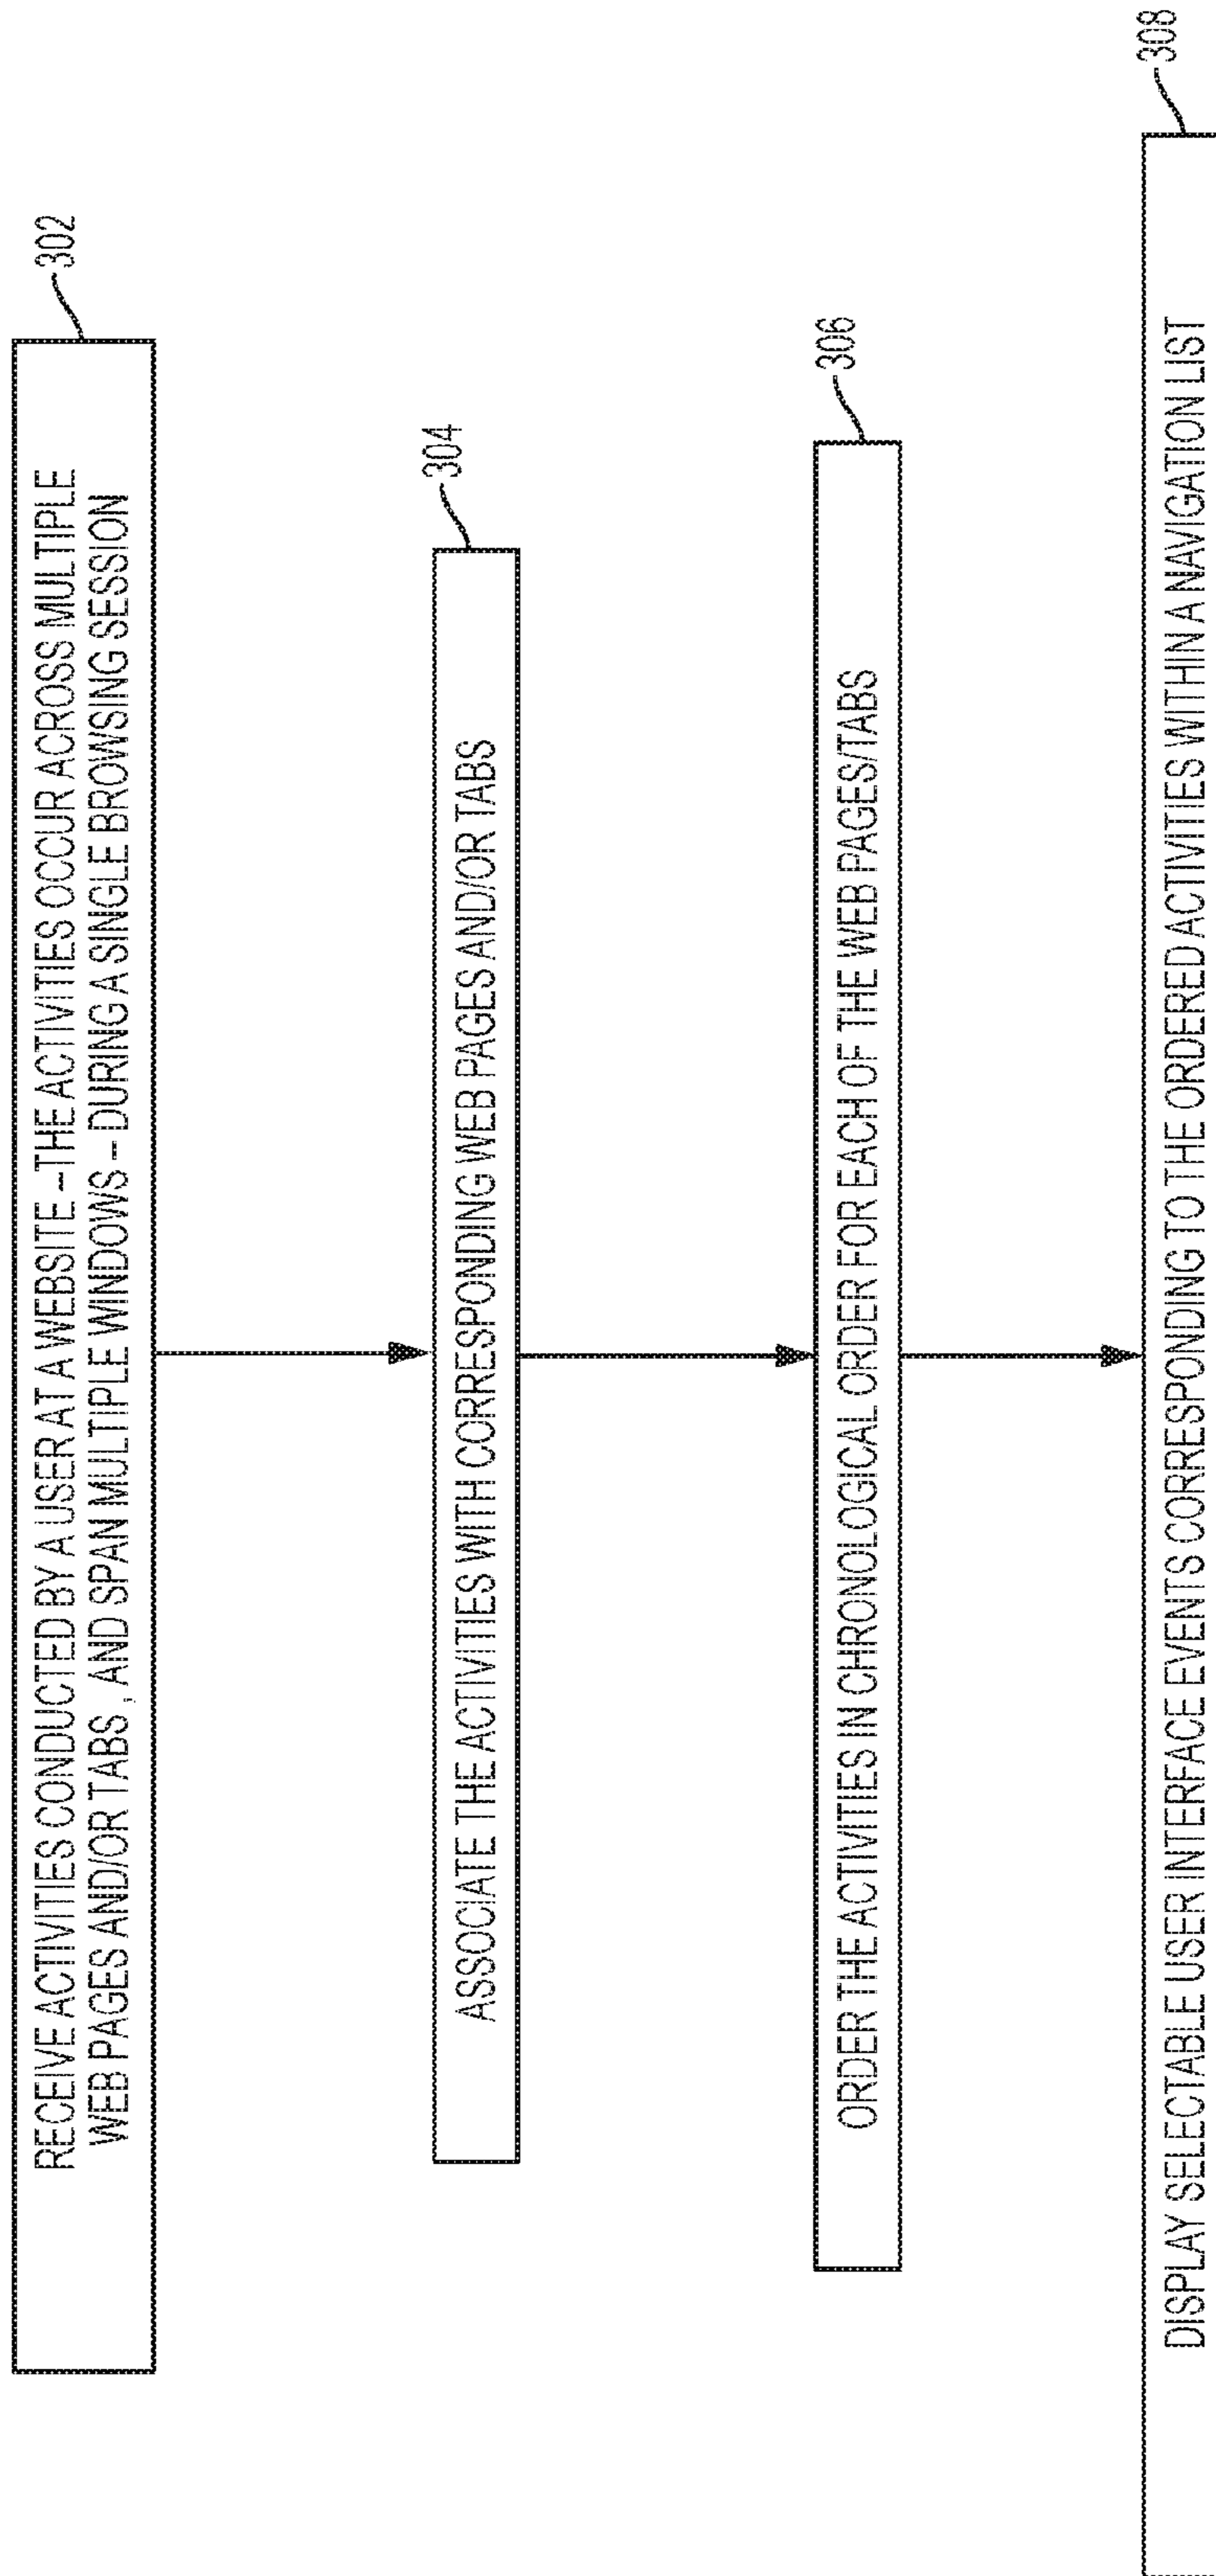 302
RECEIVE ACTIVITIES CONDUCTED BY A USER AT A WEBSITE –THE ACTIVITIES OCCUR ACROSS MULTIPLE
WEB PAGES AND/OR TABS, AND SPAN MULTIPLE WINDOWS – DURING A SINGLE BROWSING SESSION
304
ASSOCIATE THE ACTIVITIES WITH CORRESPONDING WEB PAGES AND/OR TABS
306
ORDER THE ACTIVITIES IN CHRONOLOGICAL ORDER FOR EACH OF THE WEB PAGES/TABS
308
DISPLAY SELECTABLE USER INTERFACE EVENTS CORRESPONDING TO THE ORDERED ACTIVITIES WITHIN A NAVIGATION LIST